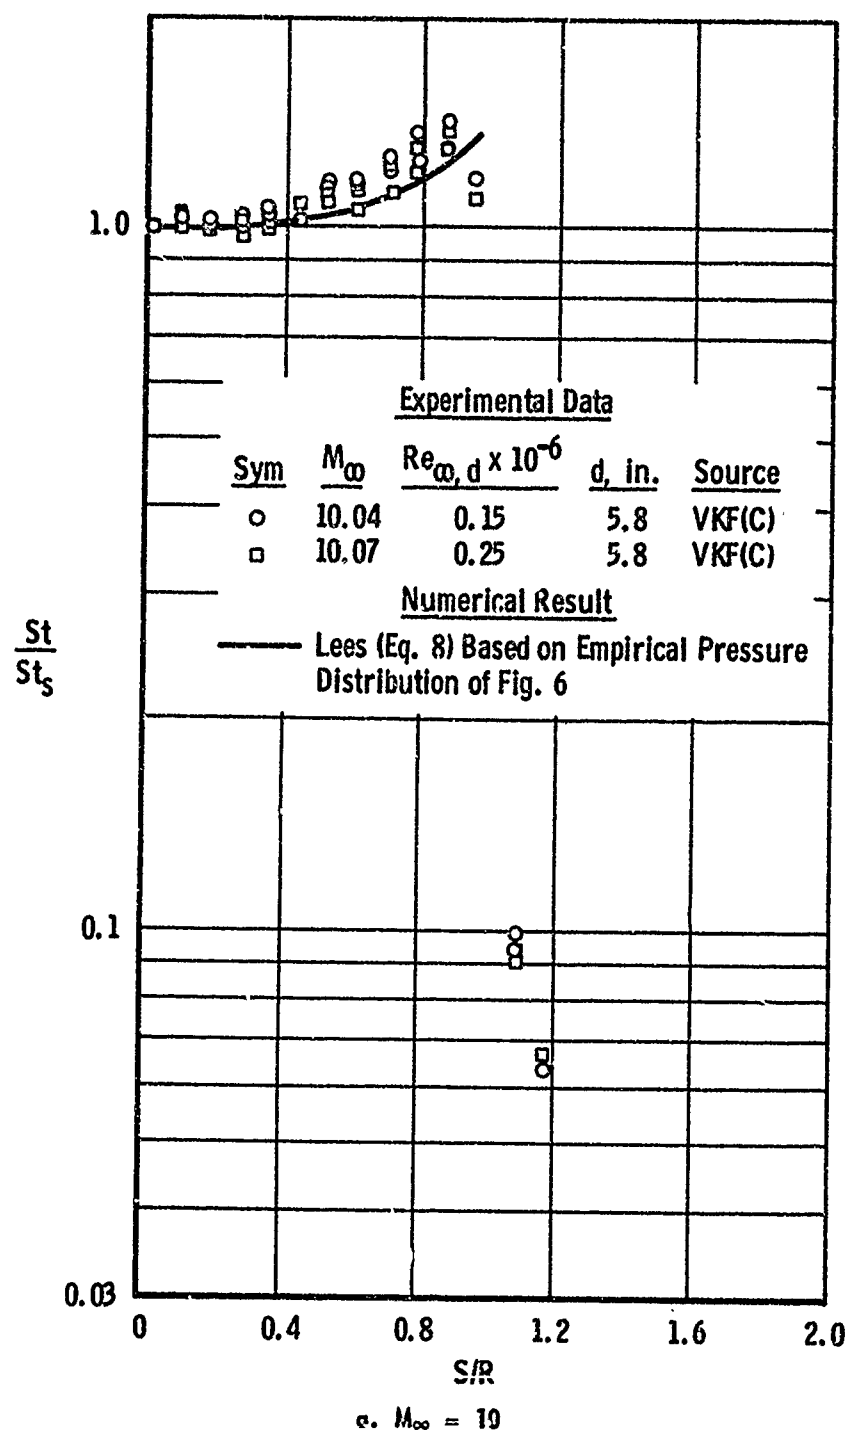 1.0
Experimental Data
Sym M∞ Re∞, d x 10⁻⁶ d, in. Source
○ 10.04 0.15 5.8 VKF(C)
□ 10.07 0.25 5.8 VKF(C)
Numerical Result
Lees (Eq. 8) Based on Empirical Pressure
Distribution of Fig. 6
St
St_s
0.1
0.03
0 0.4 0.8 1.2 1.6 2.0
S/R
M∞ = 10